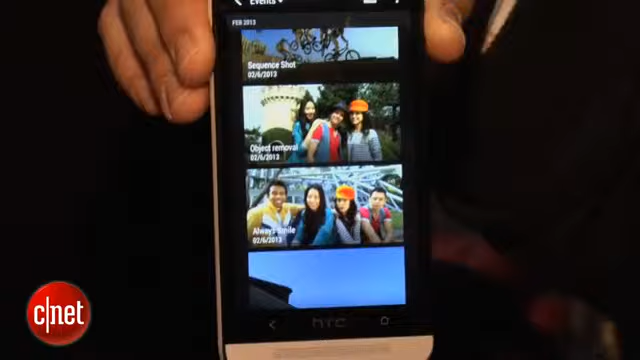 Events
FEB 2013
Sequence Shot
02/6/2013
Object removal
02/6/2013
Always Smile
02/6/2013
hTC
c|net